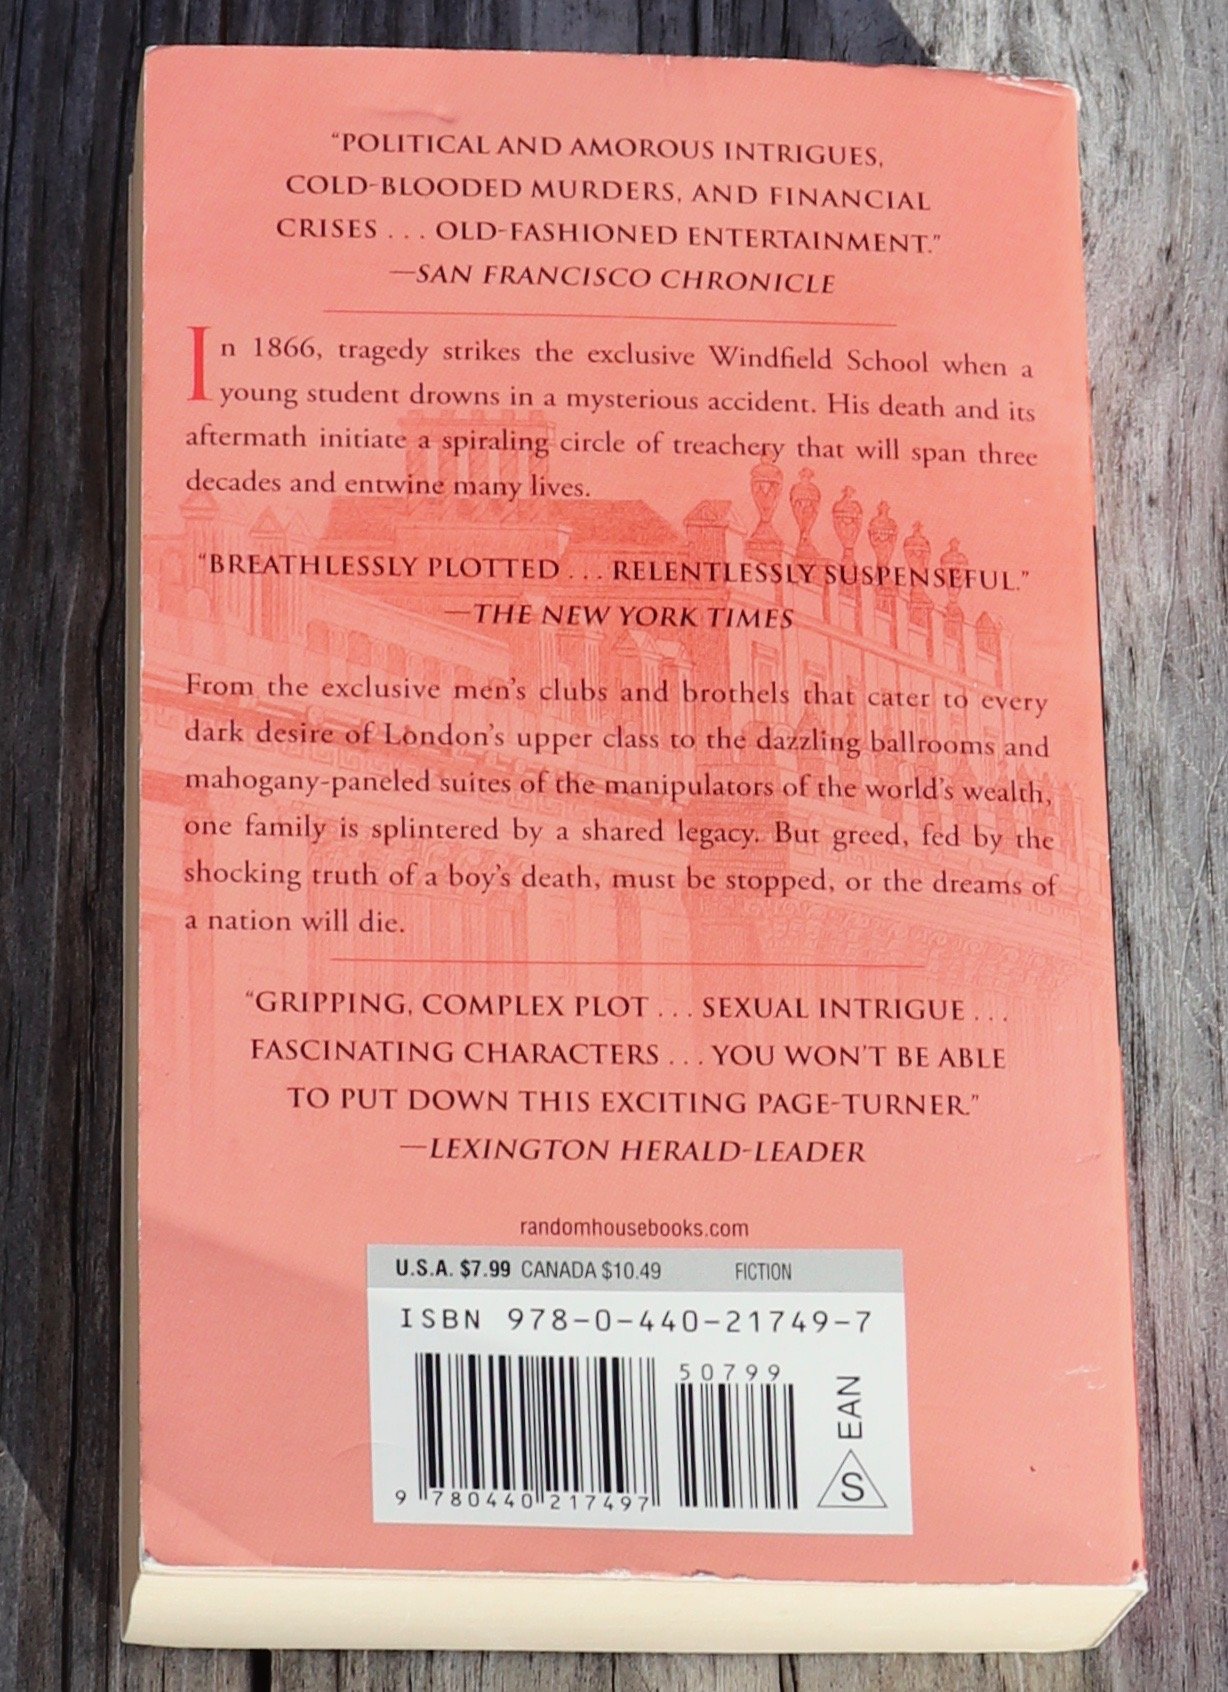 “POLITICAL AND AMOROUS INTRIGUES,
COLD-BLOODED MURDERS, AND FINANCIAL
CRISES . . . OLD-FASHIONED ENTERTAINMENT.”
—SAN FRANCISCO CHRONICLE
In 1866, tragedy strikes the exclusive Windfield School when a
young student drowns in a mysterious accident. His death and its
aftermath initiate a spiraling circle of treachery that will span three
decades and entwine many lives.
“BREATHLESSLY PLOTTED . . . RELENTLESSLY SUSPENSEFUL.”
—THE NEW YORK TIMES
From the exclusive men’s clubs and brothels that cater to every
dark desire of London’s upper class to the dazzling ballrooms and
mahogany-paneled suites of the manipulators of the world’s wealth,
one family is splintered by a shared legacy. But greed, fed by the
shocking truth of a boy’s death, must be stopped, or the dreams of
a nation will die.
“GRIPPING, COMPLEX PLOT . . . SEXUAL INTRIGUE . . .
FASCINATING CHARACTERS . . . YOU WON’T BE ABLE
TO PUT DOWN THIS EXCITING PAGE-TURNER.”
—LEXINGTON HERALD-LEADER
randomhousebooks.com
U.S.A. $7.99 CANADA $10.49 FICTION
ISBN 978-0-440-21749-7
50799
9 780440 217497
EAN
S